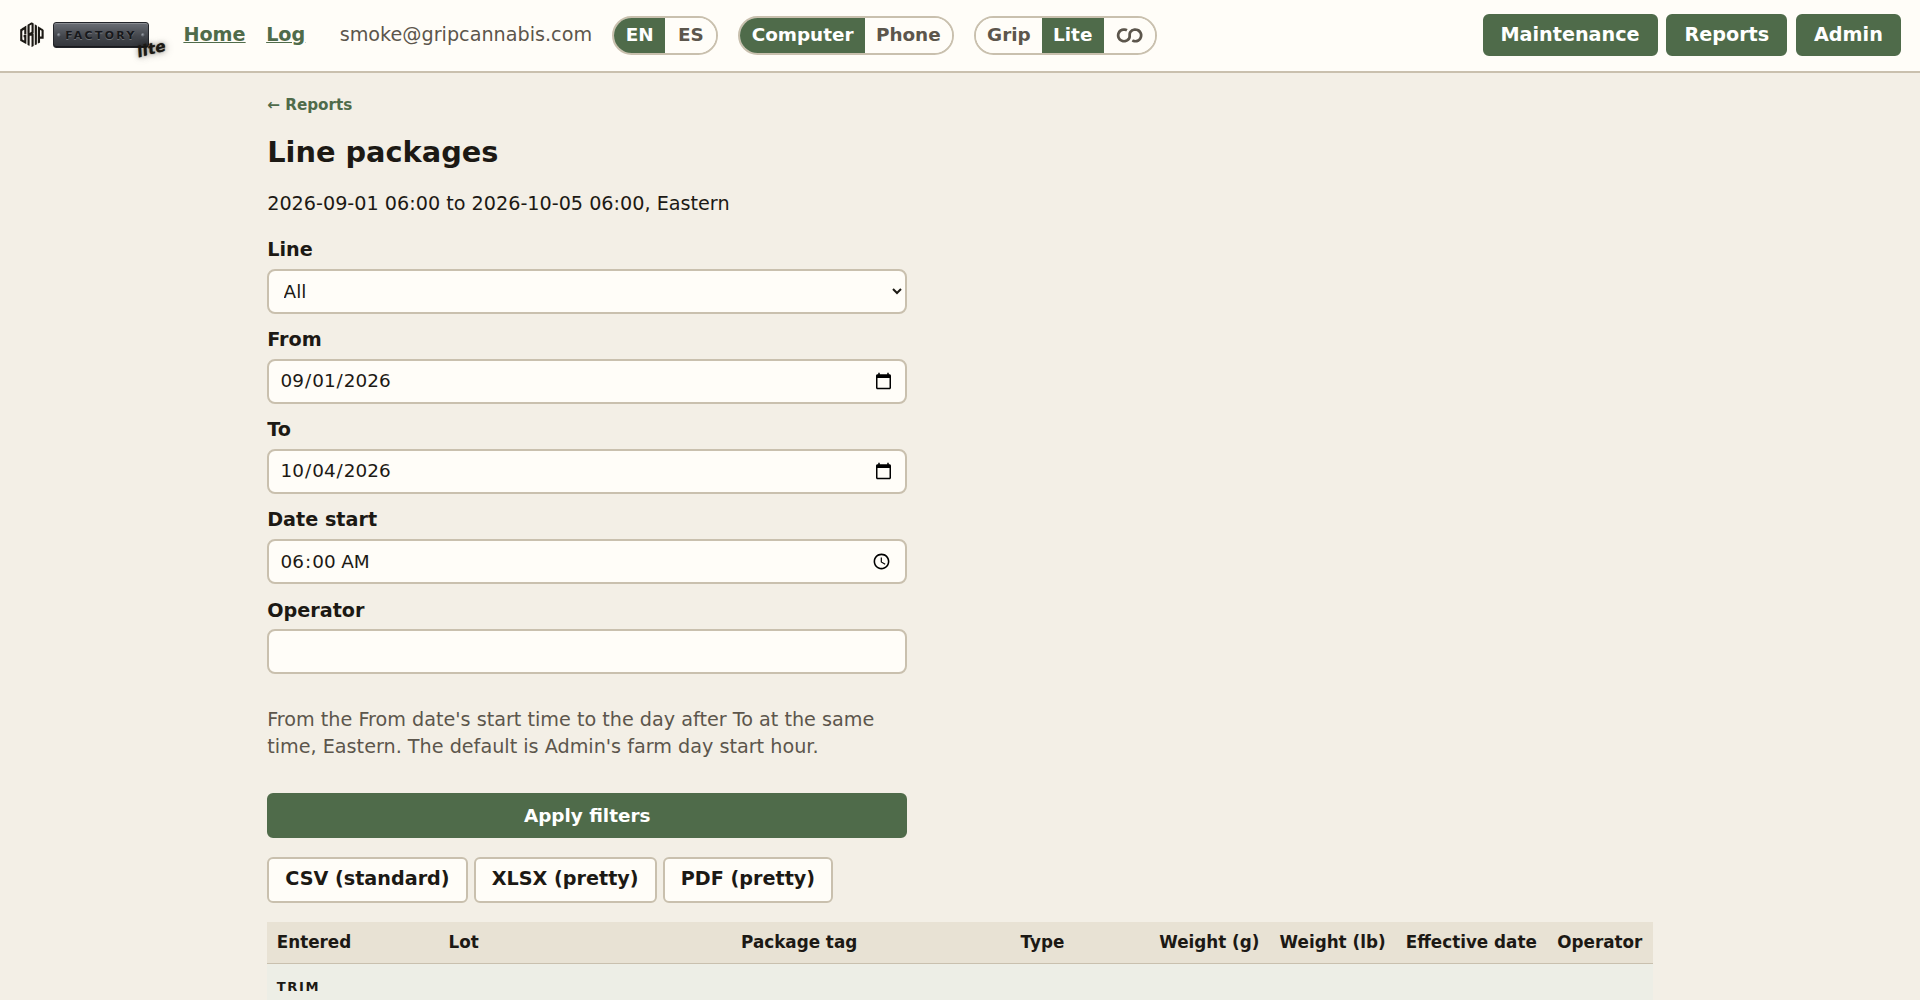 GRIP FACTORY lite Home Log smoke@gripcannabis.com EN ES Computer Phone Grip Lite Maintenance Reports Admin
← Reports
Line packages
2026-09-01 06:00 to 2026-10-05 06:00, Eastern
Line
All
From
09/01/2026
To
10/04/2026
Date start
06:00 AM
Operator
From the From date's start time to the day after To at the same
time, Eastern. The default is Admin's farm day start hour.
Apply filters
CSV (standard) XLSX (pretty) PDF (pretty)
Entered Lot Package tag Type Weight (g) Weight (lb) Effective date Operator
TRIM